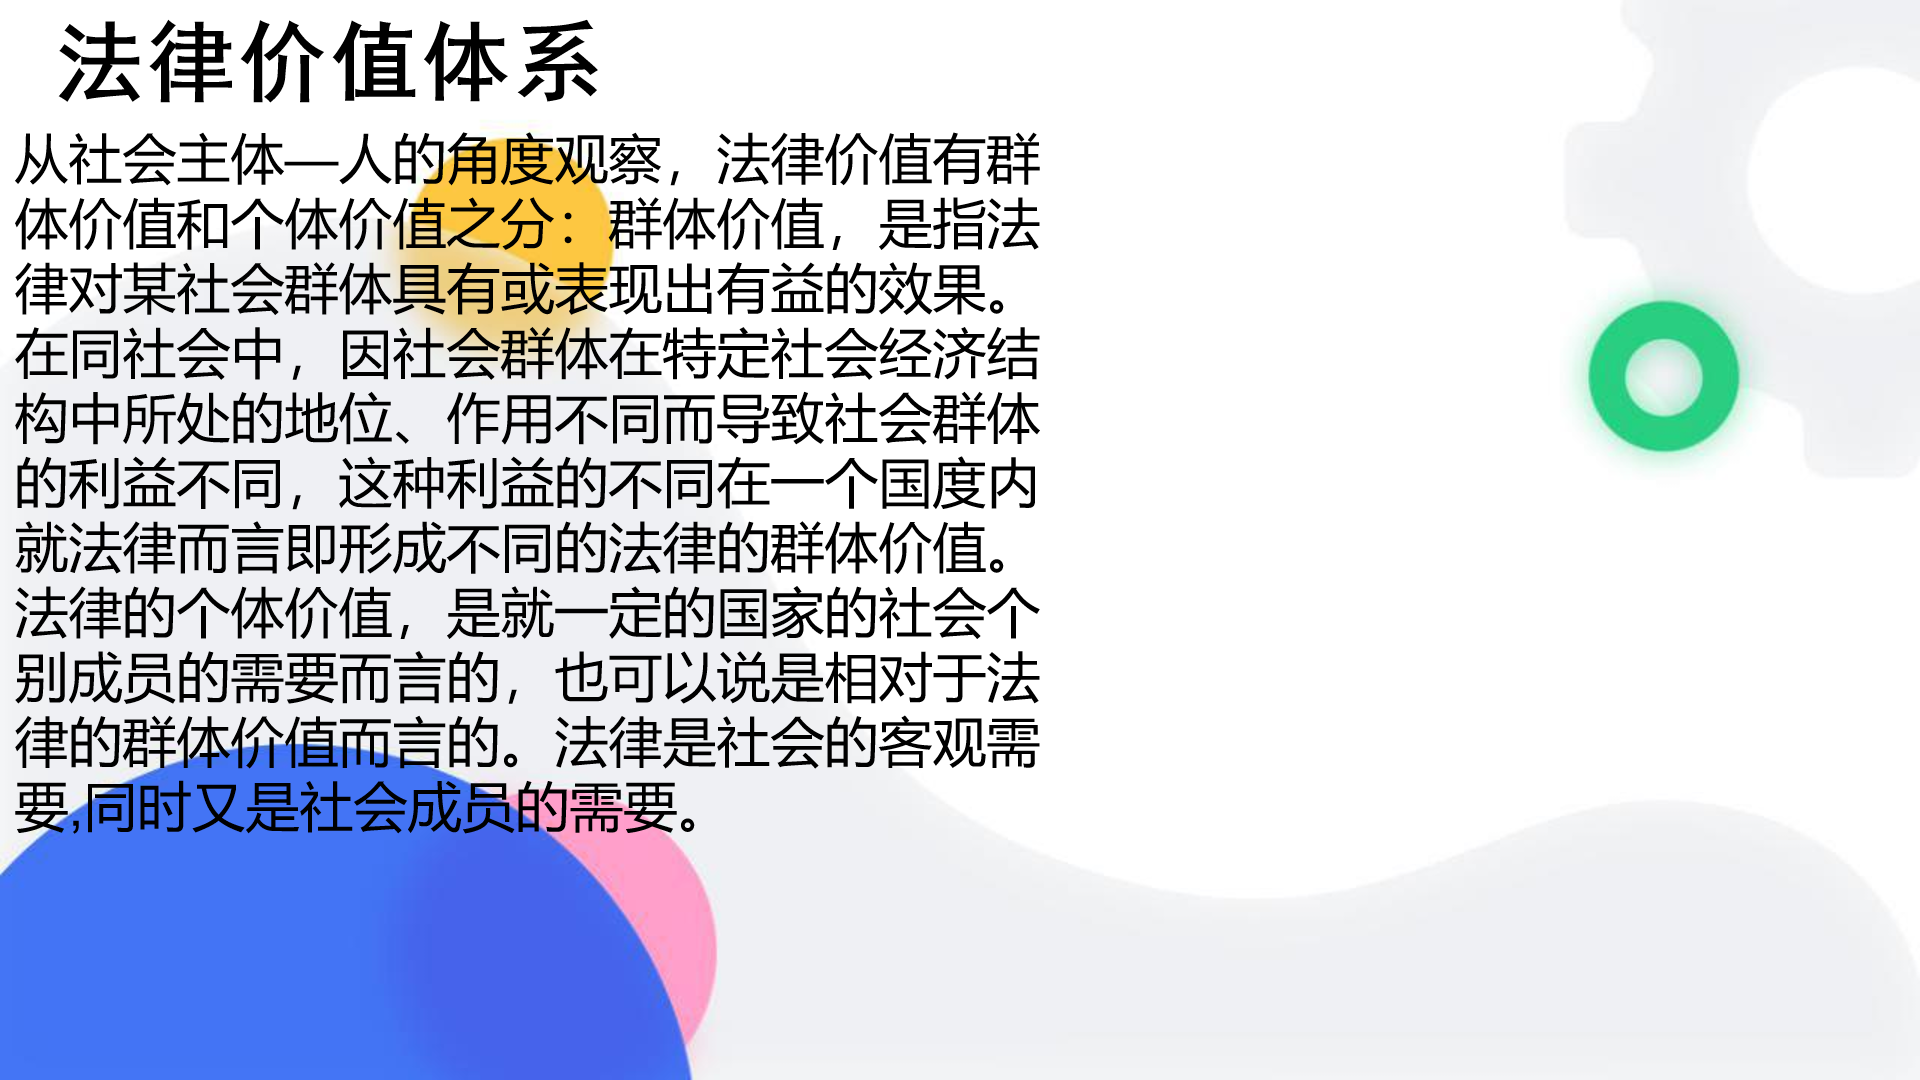 法律价值体系
从社会主体—人的角度观察，法律价值有群
体价值和个体价值之分：群体价值，是指法
律对某社会群体具有或表现出有益的效果。
在同社会中，因社会群体在特定社会经济结
构中所处的地位、作用不同而导致社会群体
的利益不同，这种利益的不同在一个国度内
就法律而言即形成不同的法律的群体价值。
法律的个体价值，是就一定的国家的社会个
别成员的需要而言的，也可以说是相对于法
律的群体价值而言的。法律是社会的客观需
要,同时又是社会成员的需要。